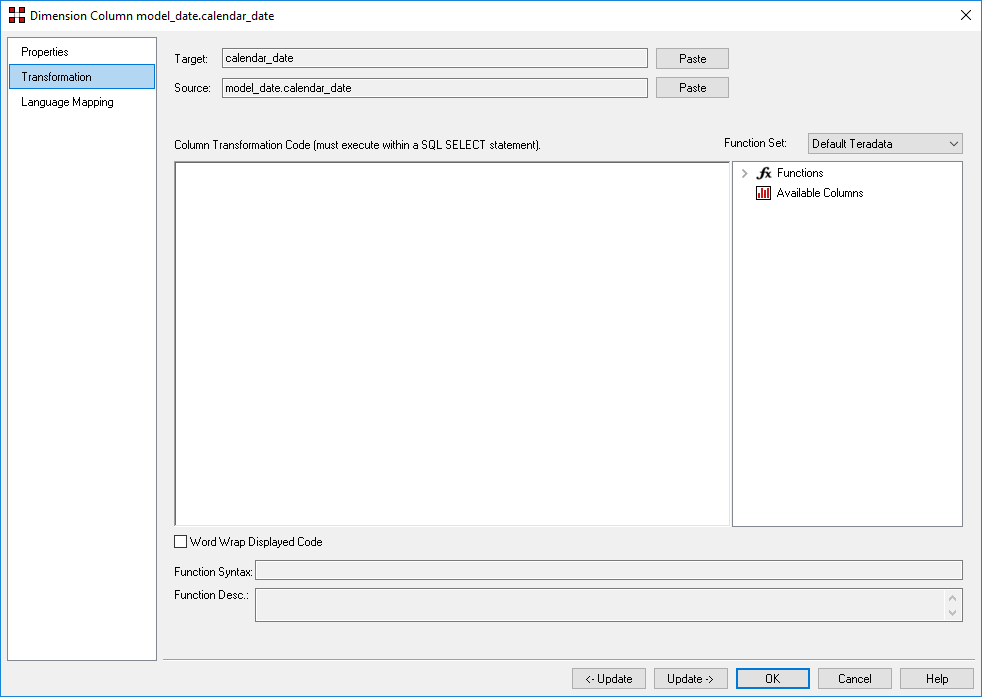 Dimension Column model_date.calendar_date
Properties
Transformation
Language Mapping
Target: calendar_date Paste
Source: model_date.calendar_date Paste
Column Transformation Code (must execute within a SQL SELECT statement). Function Set: Default Teradata
fx Functions
Available Columns
Word Wrap Displayed Code
Function Syntax:
Function Desc.:
<- Update Update -> OK Cancel Help